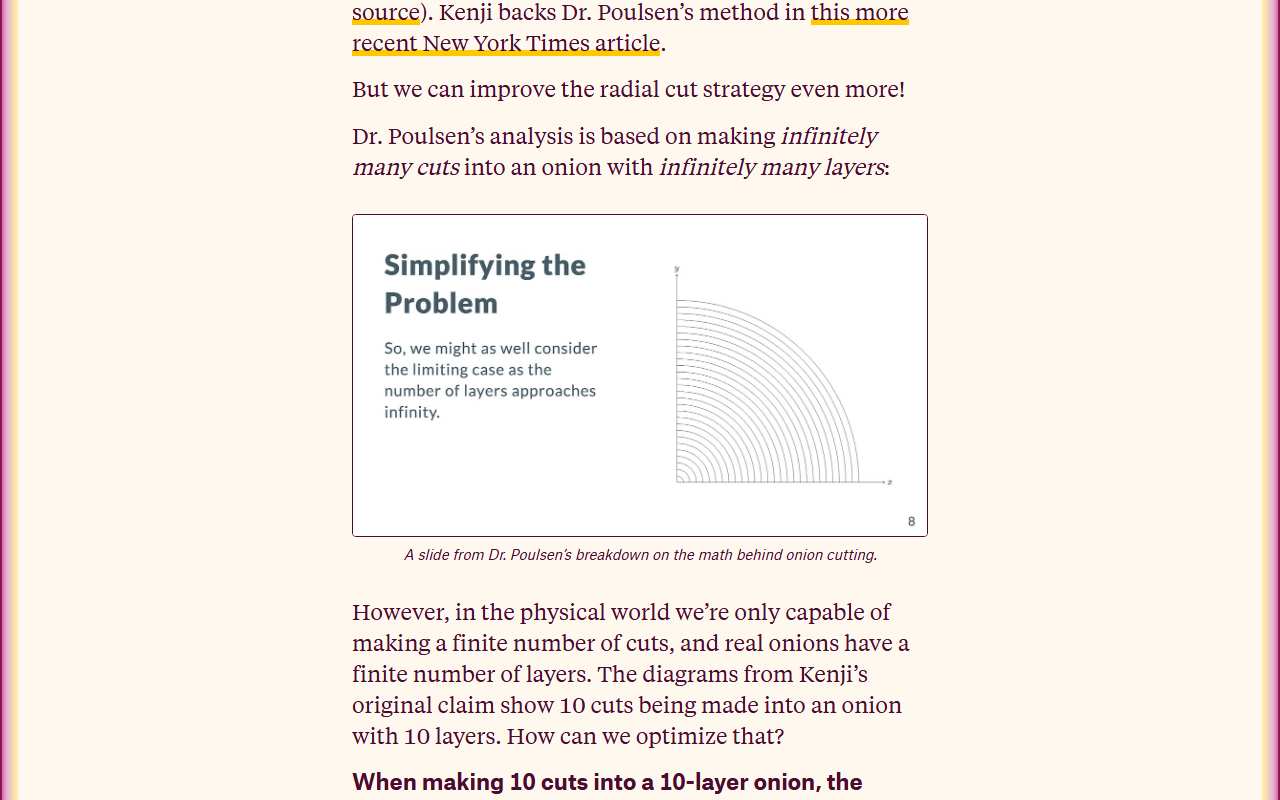 source). Kenji backs Dr. Poulsen’s method in this more
recent New York Times article.
But we can improve the radial cut strategy even more!
Dr. Poulsen’s analysis is based on making infinitely
many cuts into an onion with infinitely many layers:
Simplifying the
Problem
So, we might as well consider
the limiting case as the
number of layers approaches
infinity.
y
x
8
A slide from Dr. Poulsen’s breakdown on the math behind onion cutting.
However, in the physical world we’re only capable of
making a finite number of cuts, and real onions have a
finite number of layers. The diagrams from Kenji’s
original claim show 10 cuts being made into an onion
with 10 layers. How can we optimize that?
When making 10 cuts into a 10-layer onion, the